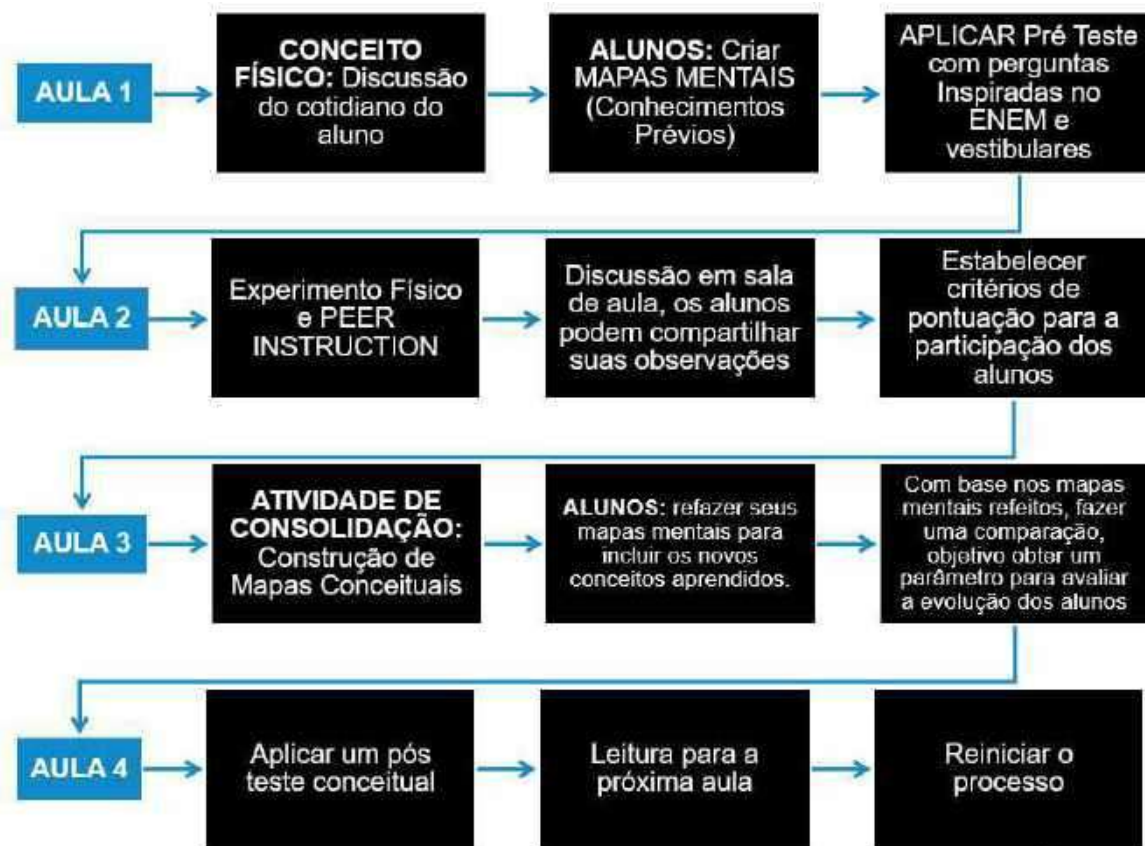 AULA 1
CONCEITO
FÍSICO: Discussão
do cotidiano do
aluno
ALUNOS: Criar
MAPAS MENTAIS
(Conhecimentos
Prévios)
APLICAR Pré Teste
com perguntas
Inspiradas no
ENEM e
vestibulares
AULA 2
Experimento Físico
e PEER
INSTRUCTION
Discussão em sala
de aula, os alunos
podem compartilhar
suas observações
Estabelecer
critérios de
pontuação para a
participação dos
alunos
AULA 3
ATIVIDADE DE
CONSOLIDAÇÃO:
Construção de
Mapas Conceituais
ALUNOS: refazer seus
mapas mentais para
incluir os novos
conceitos aprendidos.
Com base nos mapas
mentais refeitos, fazer
uma comparação,
objetivo obter um
parâmetro para avaliar
a evolução dos alunos
AULA 4
Aplicar um pós
teste conceitual
Leitura para a
próxima aula
Reiniciar o
processo